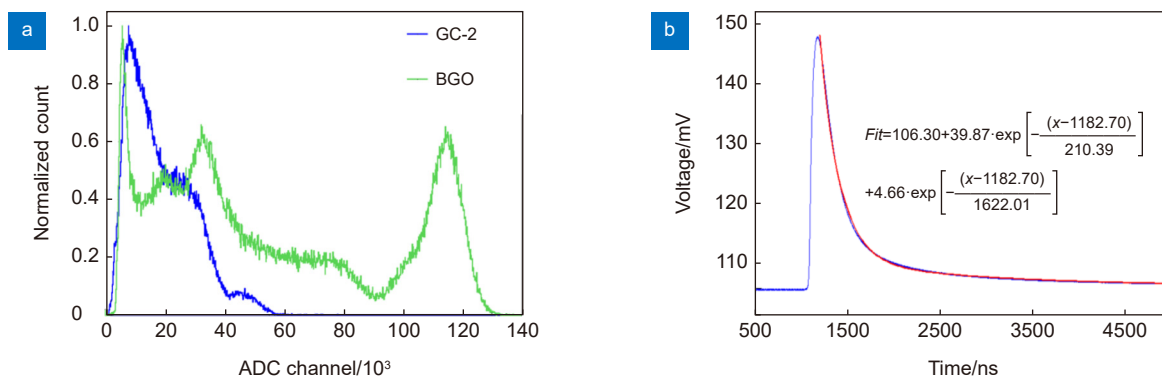 a
Normalized count
1.0
0.8
0.6
0.4
0.2
0
0
20
40
60
80
100
120
140
ADC channel/10³
GC-2
BGO
b
Voltage/mV
150
140
130
120
110
500
1500
2500
3500
4500
Time/ns
Fit=106.30+39.87·exp[−(x−1182.70)/210.39]
+4.66·exp[−(x−1182.70)/1622.01]